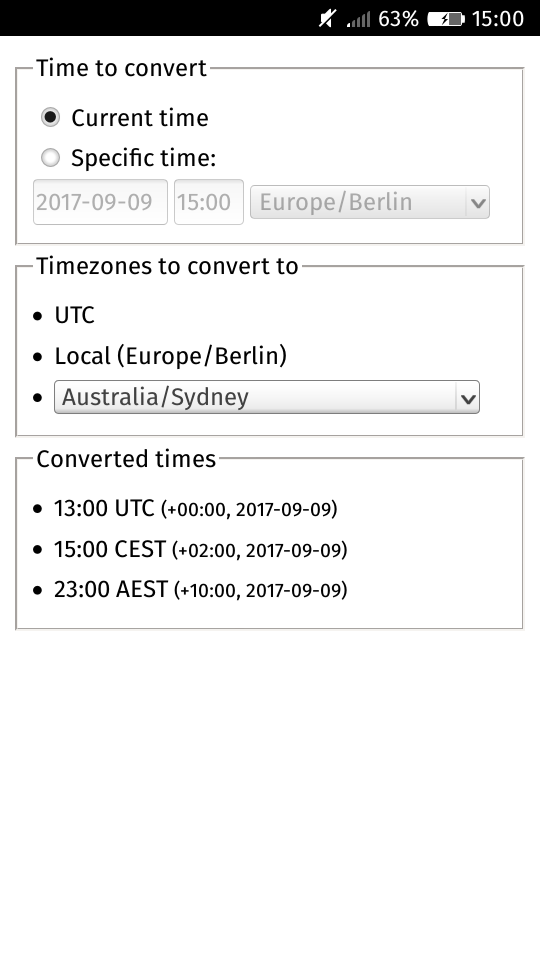 63% 15:00
Time to convert
Current time
Specific time:
2017-09-09 15:00 Europe/Berlin
Timezones to convert to
• UTC
• Local (Europe/Berlin)
• Australia/Sydney
Converted times
• 13:00 UTC (+00:00, 2017-09-09)
• 15:00 CEST (+02:00, 2017-09-09)
• 23:00 AEST (+10:00, 2017-09-09)